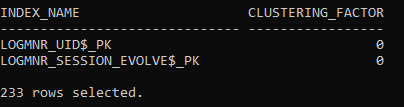 INDEX_NAME                     CLUSTERING_FACTOR
------------------------------ -----------------
LOGMNR_UID$_PK                                 0
LOGMNR_SESSION_EVOLVE$_PK                      0
233 rows selected.